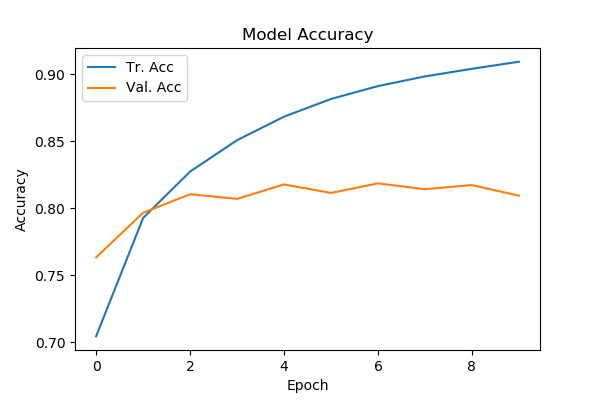 Model Accuracy
Tr. Acc
Val. Acc
0.90
0.85
0.80
0.75
0.70
Accuracy
0 2 4 6 8
Epoch